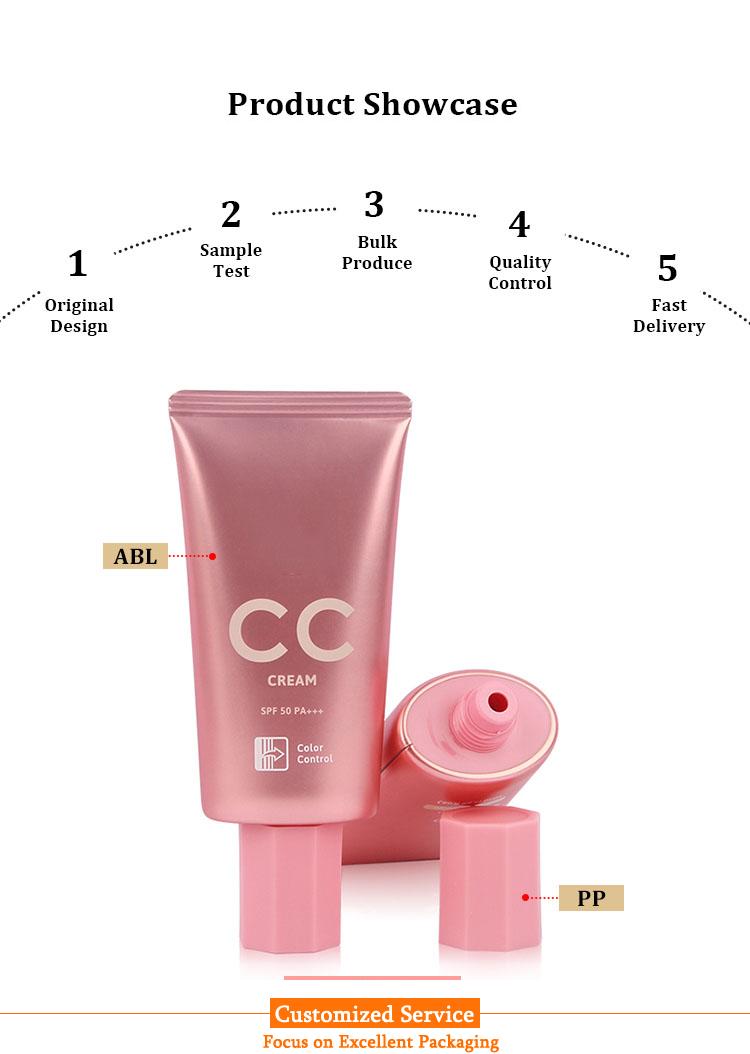 Product Showcase
1
Original
Design
2
Sample
Test
3
Bulk
Produce
4
Quality
Control
5
Fast
Delivery
ABL
CC
CREAM
SPF 50 PA+++
Color
Control
PP
Customized Service
Focus on Excellent Packaging